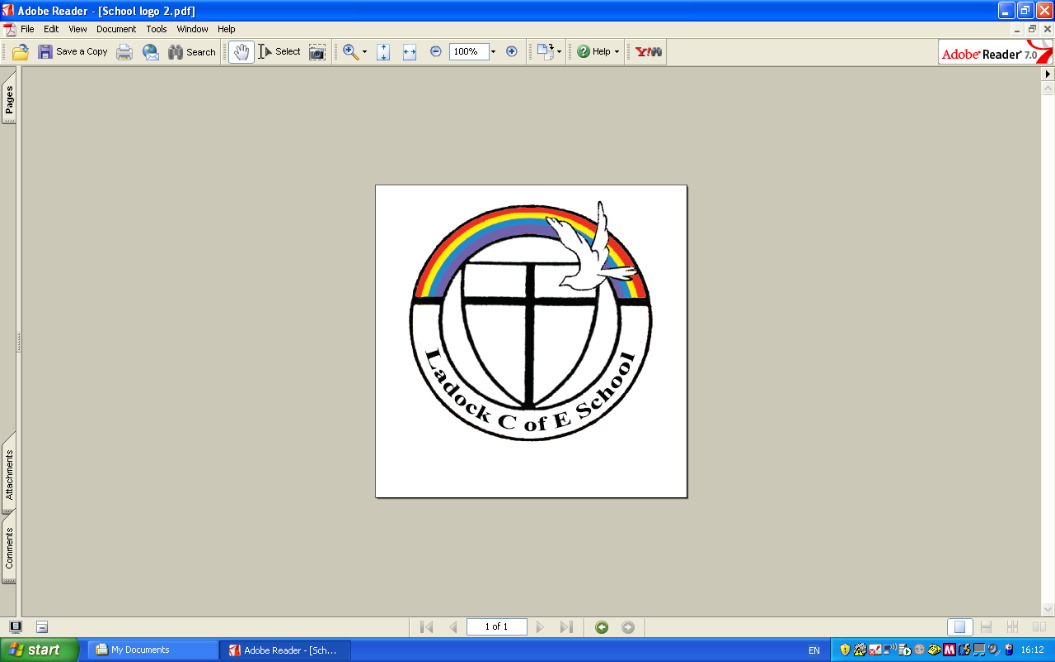 Adobe Reader - [School logo 2.pdf]
File Edit View Document Tools Window Help
Save a Copy Search Select 100% Help Y! Adobe Reader 7.0
Pages
Ladock C of E School
Attachments
Comments
1 of 1
start My Documents Adobe Reader - [Sch... EN 16:12